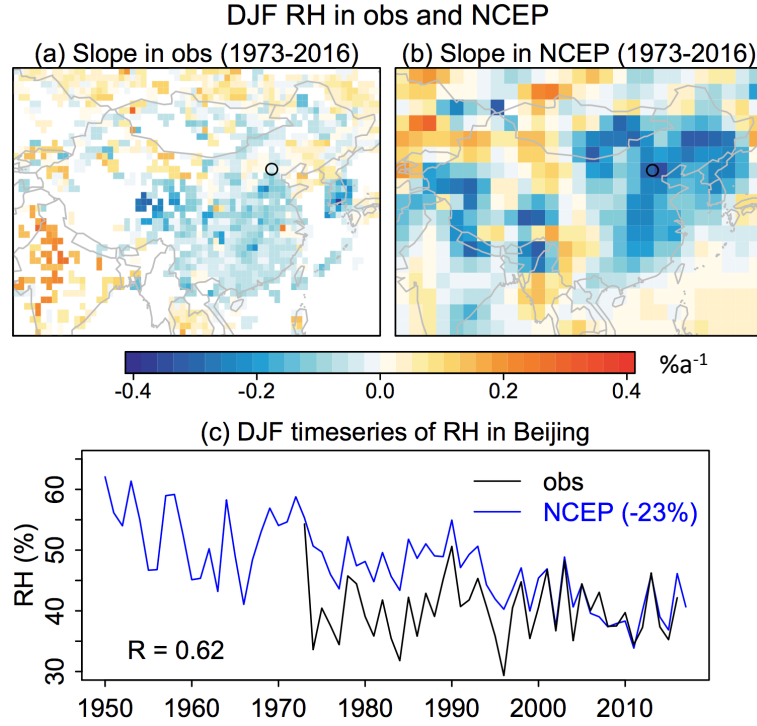 DJF RH in obs and NCEP
(a) Slope in obs (1973-2016)
(b) Slope in NCEP (1973-2016)
-0.4 -0.2 0.0 0.2 0.4 %a⁻¹
(c) DJF timeseries of RH in Beijing
obs
NCEP (-23%)
RH (%)
60
50
40
30
R = 0.62
1950 1960 1970 1980 1990 2000 2010